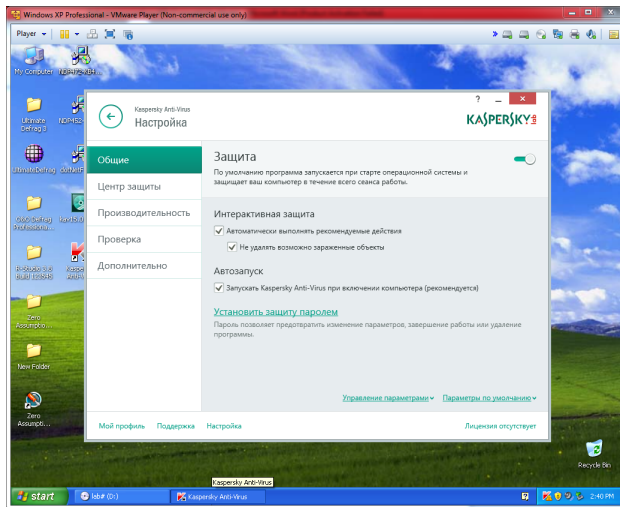 Windows XP Professional - VMware Player (Non-commercial use only)
Player
My Computer
Kaspersky Anti-Virus
Настройка
KASPERSKY lab
Ultimate
Defrag 3
UltimateDefrag
Общие
Центр защиты
Производительность
Проверка
Дополнительно
Защита
По умолчанию программа запускается при старте операционной системы и
защищает ваш компьютер в течение всего сеанса работы.
Интерактивная защита
Автоматически выполнять рекомендуемые действия
Не удалять возможно зараженные объекты
Автозапуск
Запускать Kaspersky Anti-Virus при включении компьютера (рекомендуется)
Установить защиту паролем
Пароль позволяет предотвратить изменение параметров, завершение работы или удаление
программы.
Управление параметрами
Параметры по умолчанию
Zero
Assumptio...
New Folder
Zero
Assumpti...
Мой профиль
Поддержка
Настройка
Лицензия отсутствует
Recycle Bin
Kaspersky Anti-Virus
start
lab# (D:)
Kaspersky Anti-Virus
2:40 PM